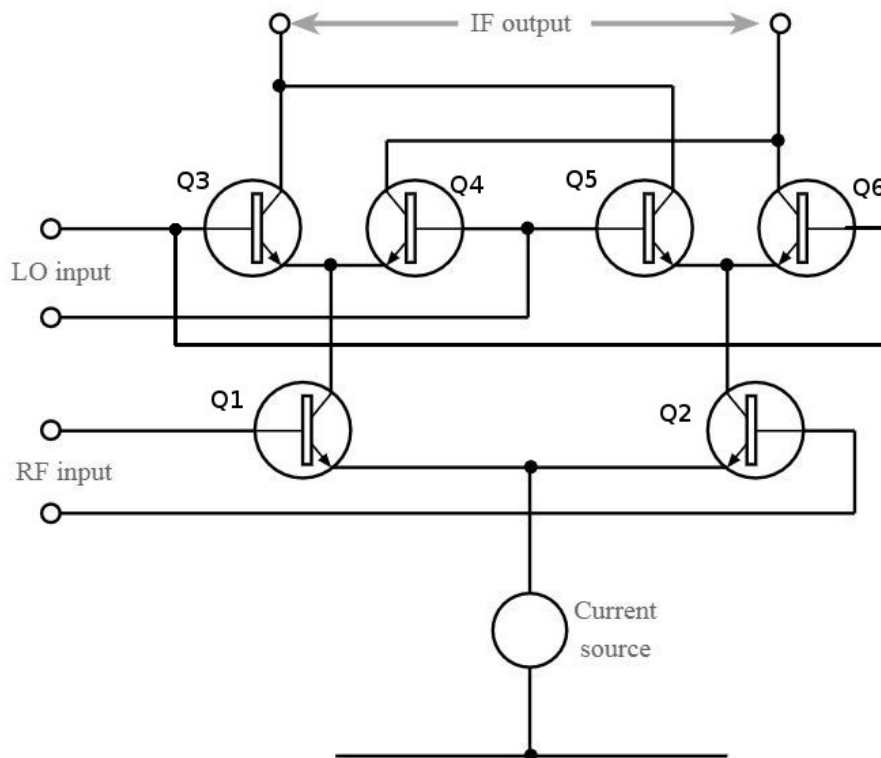 IF output
Q3
Q4
Q5
Q6
LO input
Q1
Q2
RF input
Current
source